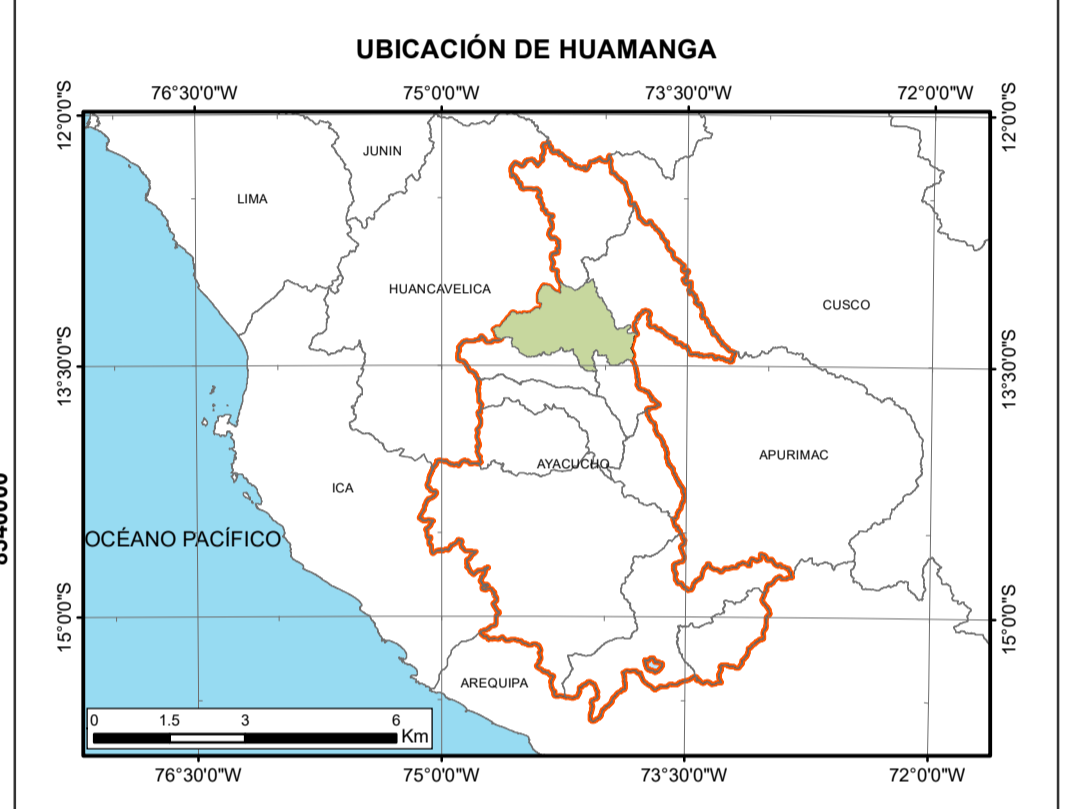 UBICACIÓN DE HUAMANGA
76°30'0"W 75°0'0"W 73°30'0"W 72°0'0"W
12°0'0"S 12°0'0"S
JUNIN
LIMA
HUANCAVELICA
CUSCO
13°30'0"S 13°30'0"S
APURIMAC
AYACUCHO
ICA
OCÉANO PACÍFICO
15°0'0"S 15°0'0"S
AREQUIPA
0 1.5 3 6
Km
76°30'0"W 75°0'0"W 73°30'0"W 72°0'0"W